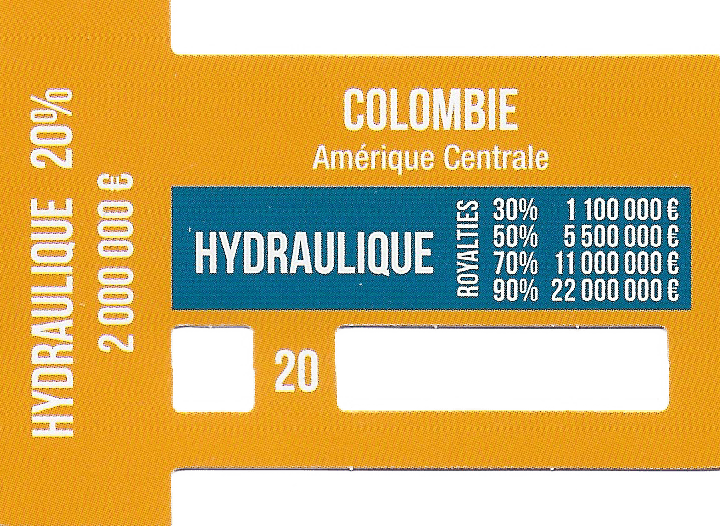 HYDRAULIQUE 20%
2 000 000 €
COLOMBIE
Amérique Centrale
HYDRAULIQUE
ROYALTIES
30% 1 100 000 €
50% 5 500 000 €
70% 11 000 000 €
90% 22 000 000 €
20